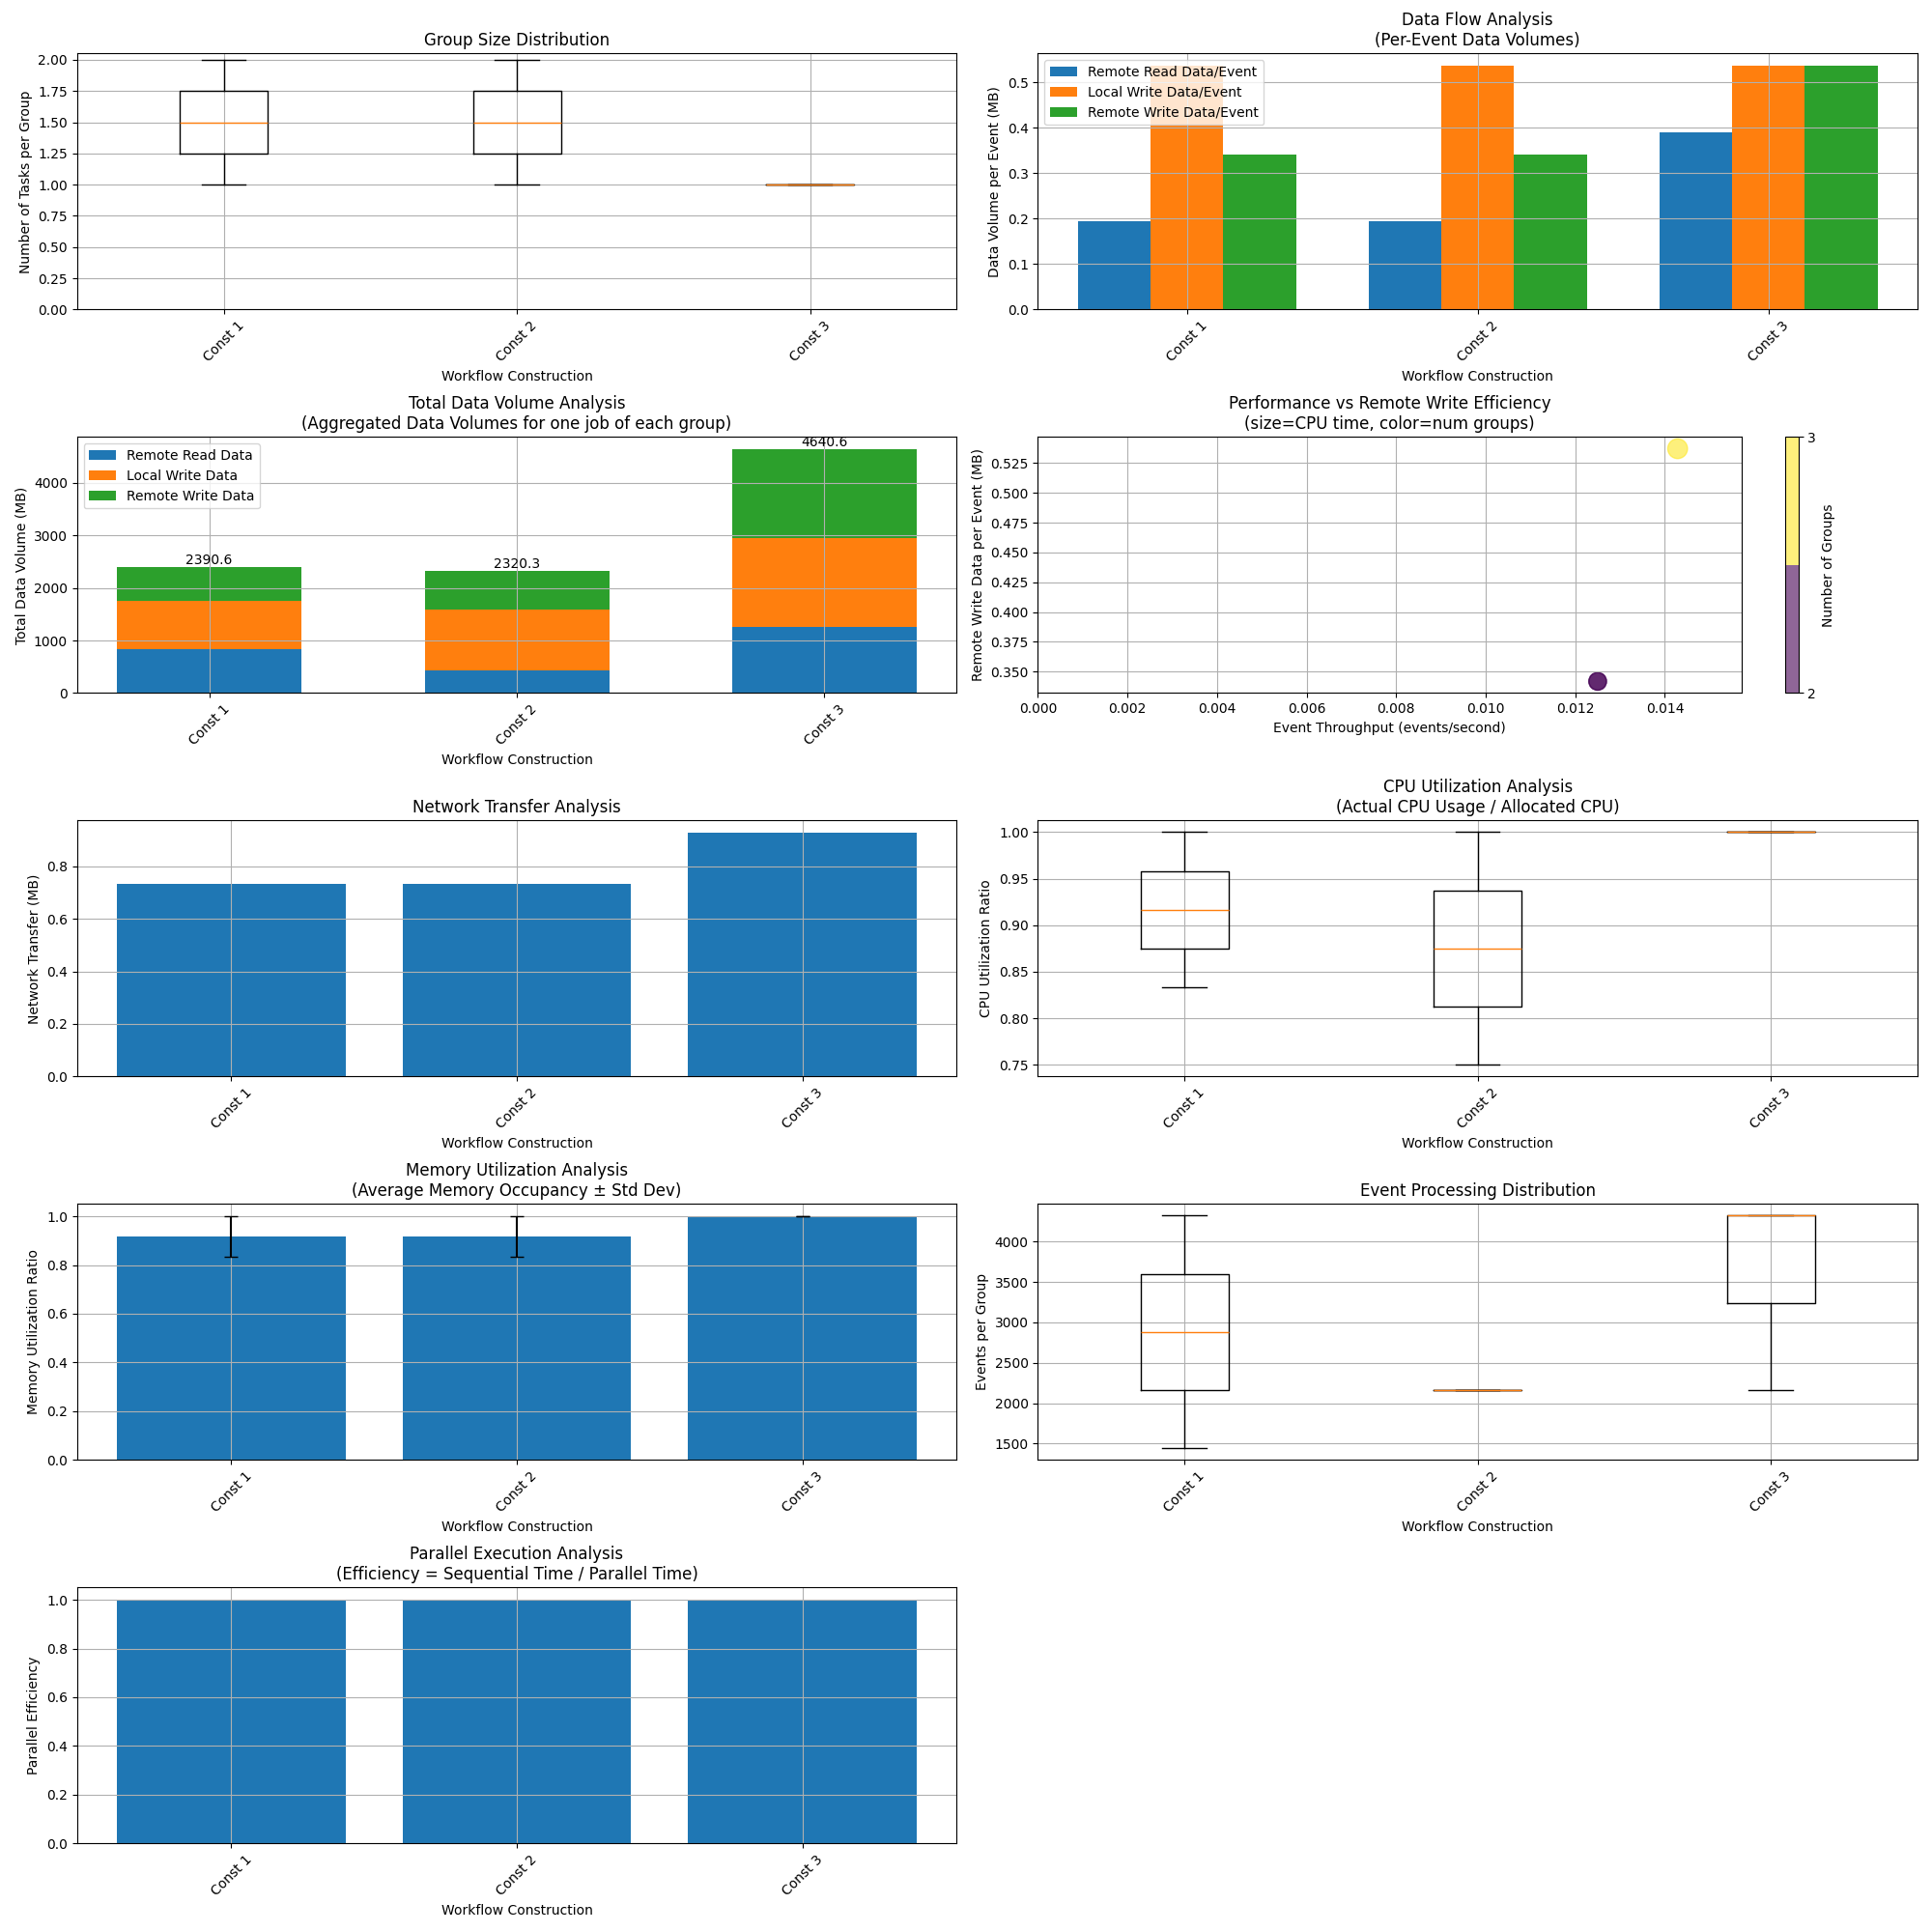 Group Size Distribution
Number of Tasks per Group
2.00
1.75
1.50
1.25
1.00
0.75
0.50
0.25
0.00
Const 1
Const 2
Const 3
Workflow Construction
Data Flow Analysis
(Per-Event Data Volumes)
Data Volume per Event (MB)
Remote Read Data/Event
Local Write Data/Event
Remote Write Data/Event
0.5
0.4
0.3
0.2
0.1
0.0
Const 1
Const 2
Const 3
Workflow Construction
Total Data Volume Analysis
(Aggregated Data Volumes for one job of each group)
Total Data Volume (MB)
Remote Read Data
Local Write Data
Remote Write Data
2390.6
2320.3
4640.6
4000
3000
2000
1000
0
Const 1
Const 2
Const 3
Workflow Construction
Performance vs Remote Write Efficiency
(size=CPU time, color=num groups)
Remote Write Data per Event (MB)
0.525
0.500
0.475
0.450
0.425
0.400
0.375
0.350
0.000
0.002
0.004
0.006
0.008
0.010
0.012
0.014
Event Throughput (events/second)
3
2
Number of Groups
Network Transfer Analysis
Network Transfer (MB)
0.8
0.6
0.4
0.2
0.0
Const 1
Const 2
Const 3
Workflow Construction
CPU Utilization Analysis
(Actual CPU Usage / Allocated CPU)
CPU Utilization Ratio
1.00
0.95
0.90
0.85
0.80
0.75
Const 1
Const 2
Const 3
Workflow Construction
Memory Utilization Analysis
(Average Memory Occupancy ± Std Dev)
Memory Utilization Ratio
1.0
0.8
0.6
0.4
0.2
0.0
Const 1
Const 2
Const 3
Workflow Construction
Event Processing Distribution
Events per Group
4000
3500
3000
2500
2000
1500
Const 1
Const 2
Const 3
Workflow Construction
Parallel Execution Analysis
(Efficiency = Sequential Time / Parallel Time)
Parallel Efficiency
1.0
0.8
0.6
0.4
0.2
0.0
Const 1
Const 2
Const 3
Workflow Construction